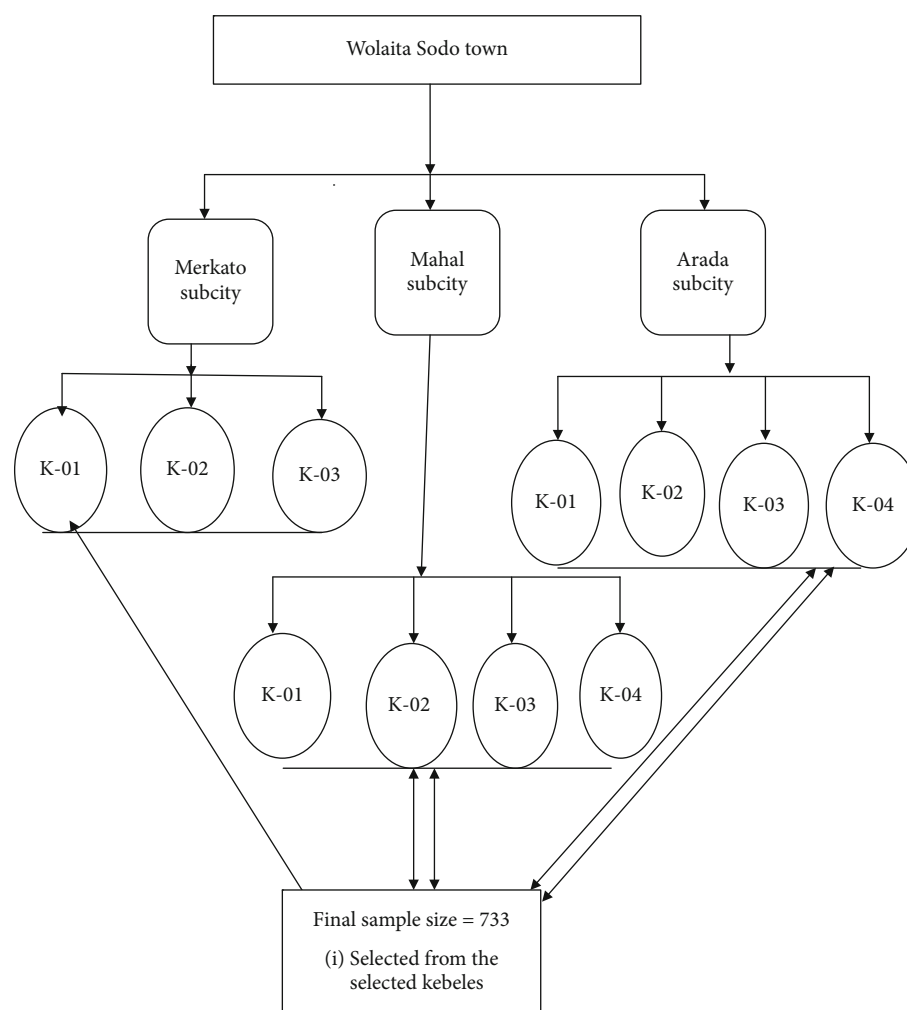 Wolaita Sodo town
Merkato
subcity
Mahal
subcity
Arada
subcity
K-01
K-02
K-03
K-01
K-02
K-03
K-04
K-01
K-02
K-03
K-04
Final sample size = 733
(i) Selected from the
selected kebeles